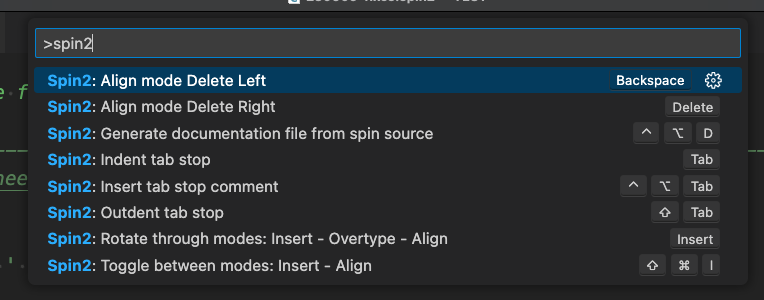 >spin2
Spin2: Align mode Delete Left Backspace
Spin2: Align mode Delete Right Delete
Spin2: Generate documentation file from spin source ^ ⌥ D
Spin2: Indent tab stop Tab
Spin2: Insert tab stop comment ^ ⌥ Tab
Spin2: Outdent tab stop ⇧ Tab
Spin2: Rotate through modes: Insert - Overtype - Align Insert
Spin2: Toggle between modes: Insert - Align ⇧ ⌘ I